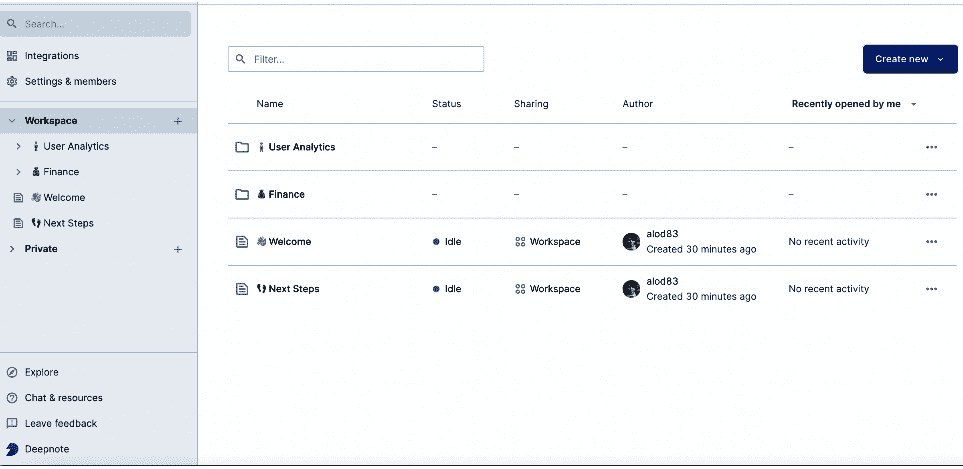 Search...
Integrations
Settings & members
Workspace
User Analytics
Finance
Welcome
Next Steps
Private
Explore
Chat & resources
Leave feedback
Deepnote
Filter...
Create new
Name Status Sharing Author Recently opened by me
User Analytics – – – –
Finance – – – –
Welcome Idle Workspace alod83 Created 30 minutes ago No recent activity
Next Steps Idle Workspace alod83 Created 30 minutes ago No recent activity